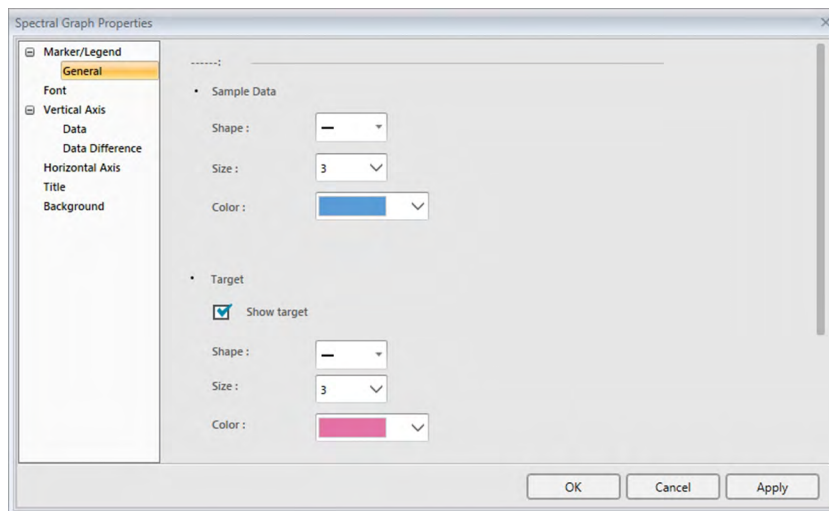 Spectral Graph Properties
Marker/Legend
General
Font
Vertical Axis
Data
Data Difference
Horizontal Axis
Title
Background
------:
• Sample Data
Shape :
Size : 3
Color :
• Target
Show target
Shape :
Size : 3
Color :
OK Cancel Apply